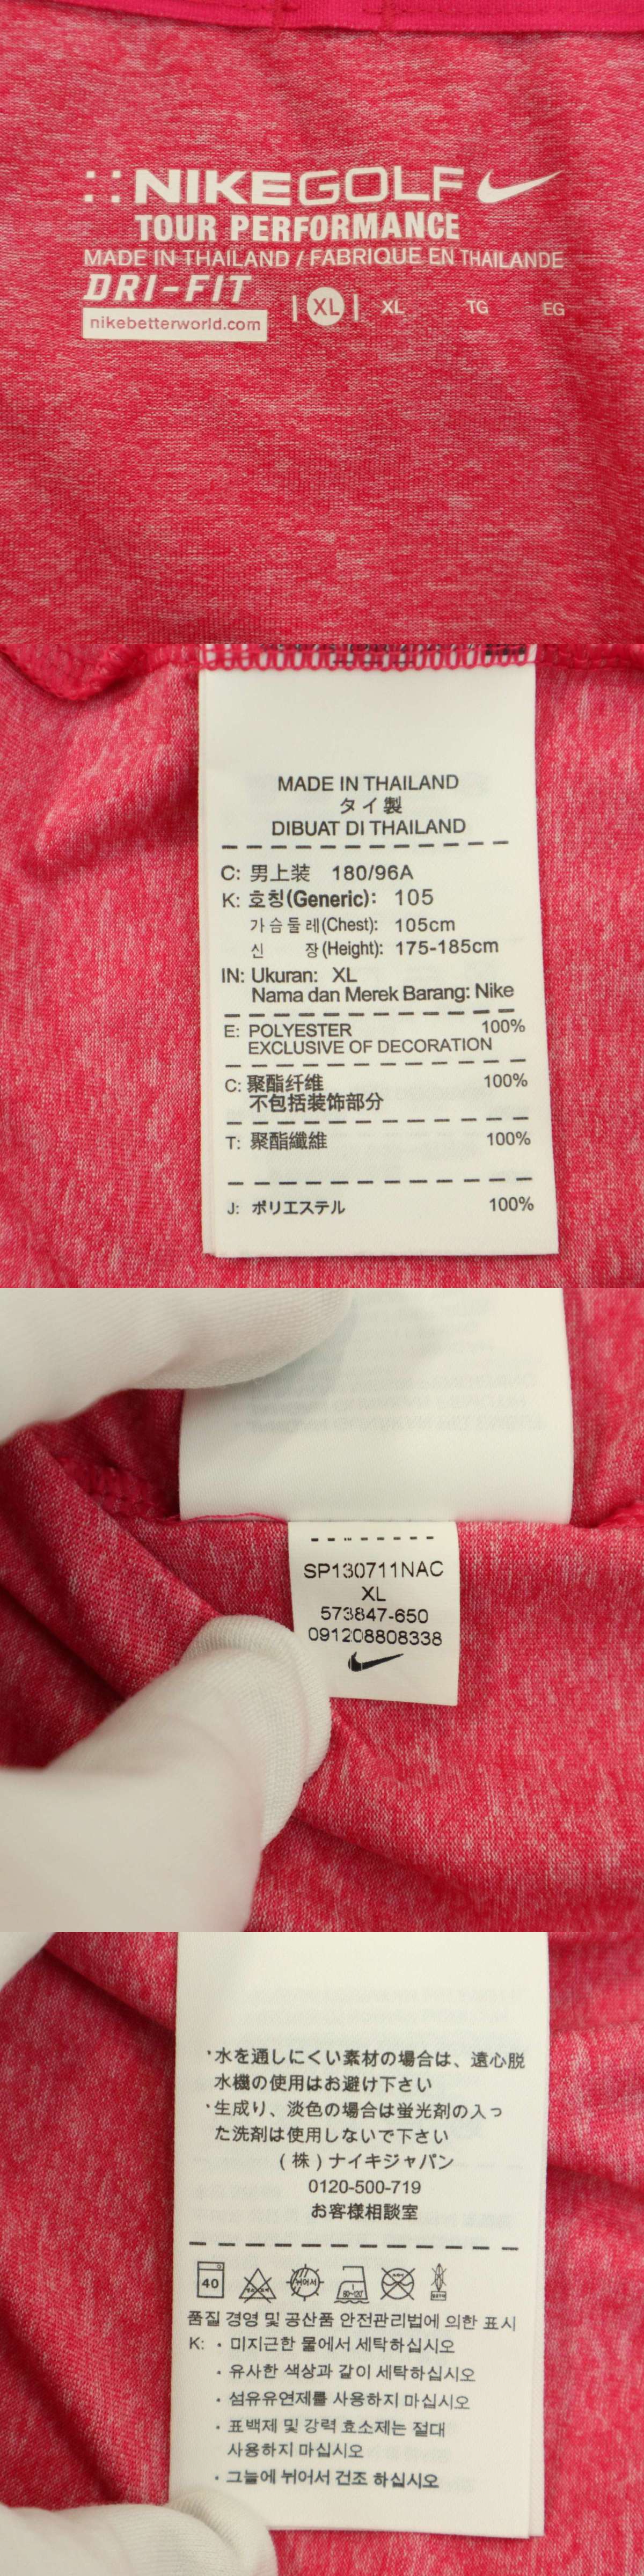 NIKEGOLF
TOUR PERFORMANCE
MADE IN THAILAND / FABRIQUE EN THAILANDE
DRI-FIT
nikebetterworld.com
XL XL TG EG
MADE IN THAILAND
タイ製
DIBUAT DI THAILAND
C: 男上装 180/96A
K: 호칭(Generic): 105
가슴둘레(Chest): 105cm
신 장(Height): 175-185cm
IN: Ukuran: XL
Nama dan Merek Barang: Nike
E: POLYESTER 100%
EXCLUSIVE OF DECORATION
C: 聚酯纤维 100%
不包括装饰部分
T: 聚酯纖維 100%
J: ポリエステル 100%
SP130711NAC
XL
573847-650
091208808338
・水を通しにくい素材の場合は、遠心脱
水機の使用はお避け下さい
・生成り、淡色の場合は蛍光剤の入っ
た洗剤は使用しないで下さい
(株)ナイキジャパン
0120-500-719
お客様相談室
40 뉘어서 80-120
품질 경영 및 공산품 안전관리법에 의한 표시
K: ・ 미지근한 물에서 세탁하십시오
・ 유사한 색상과 같이 세탁하십시오
・ 섬유유연제를 사용하지 마십시오
・ 표백제 및 강력 효소제는 절대
사용하지 마십시오
・ 그늘에 뉘어서 건조 하십시오